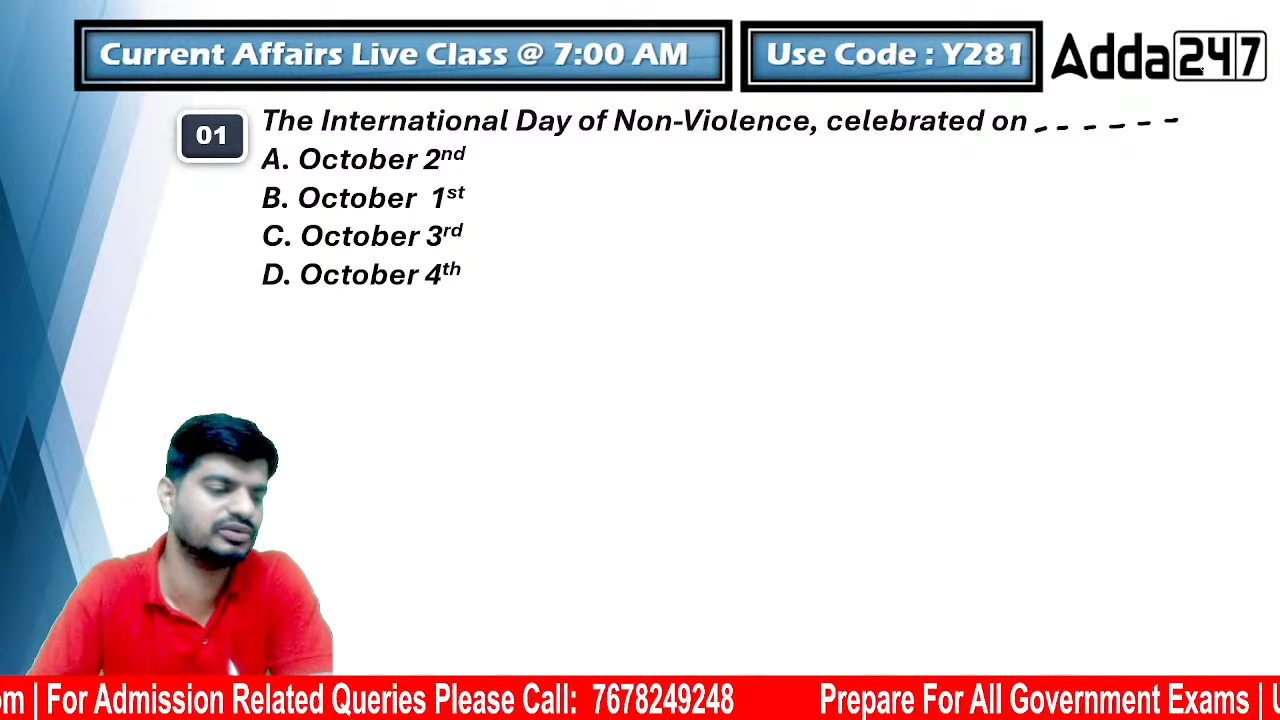 Current Affairs Live Class @ 7:00 AM
Use Code : Y281
Adda247
01
The International Day of Non-Violence, celebrated on ------
A. October 2nd
B. October 1st
C. October 3rd
D. October 4th
om | For Admission Related Queries Please Call: 7678249248 Prepare For All Government Exams |